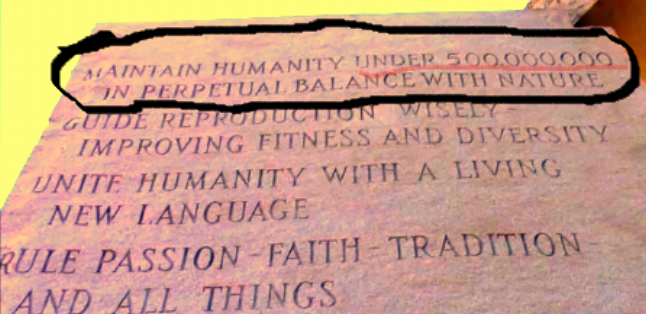 MAINTAIN HUMANITY UNDER 500,000,000
IN PERPETUAL BALANCE WITH NATURE
GUIDE REPRODUCTION WISELY-
IMPROVING FITNESS AND DIVERSITY
UNITE HUMANITY WITH A LIVING
NEW LANGUAGE
RULE PASSION-FAITH-TRADITION-
AND ALL THINGS